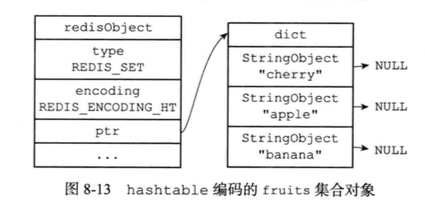 redisObject
type
REDIS_SET
encoding
REDIS_ENCODING_HT
ptr
...
dict
StringObject
"cherry"
NULL
StringObject
"apple"
NULL
StringObject
"banana"
NULL
图 8-13 hashtable 编码的 fruits 集合对象